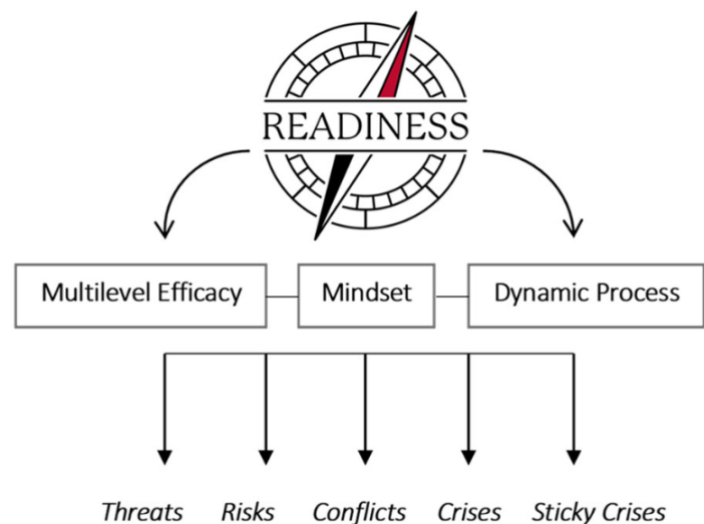 READINESS
Multilevel Efficacy Mindset Dynamic Process
Threats Risks Conflicts Crises Sticky Crises